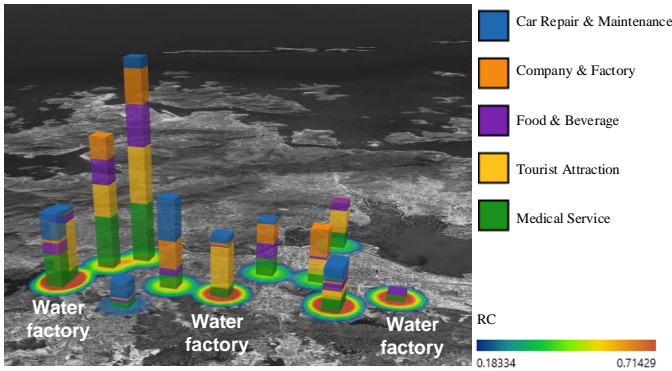 Car Repair & Maintenance
Company & Factory
Food & Beverage
Tourist Attraction
Medical Service
Water
factory
Water
factory
Water
factory
RC
0.18334 0.71429